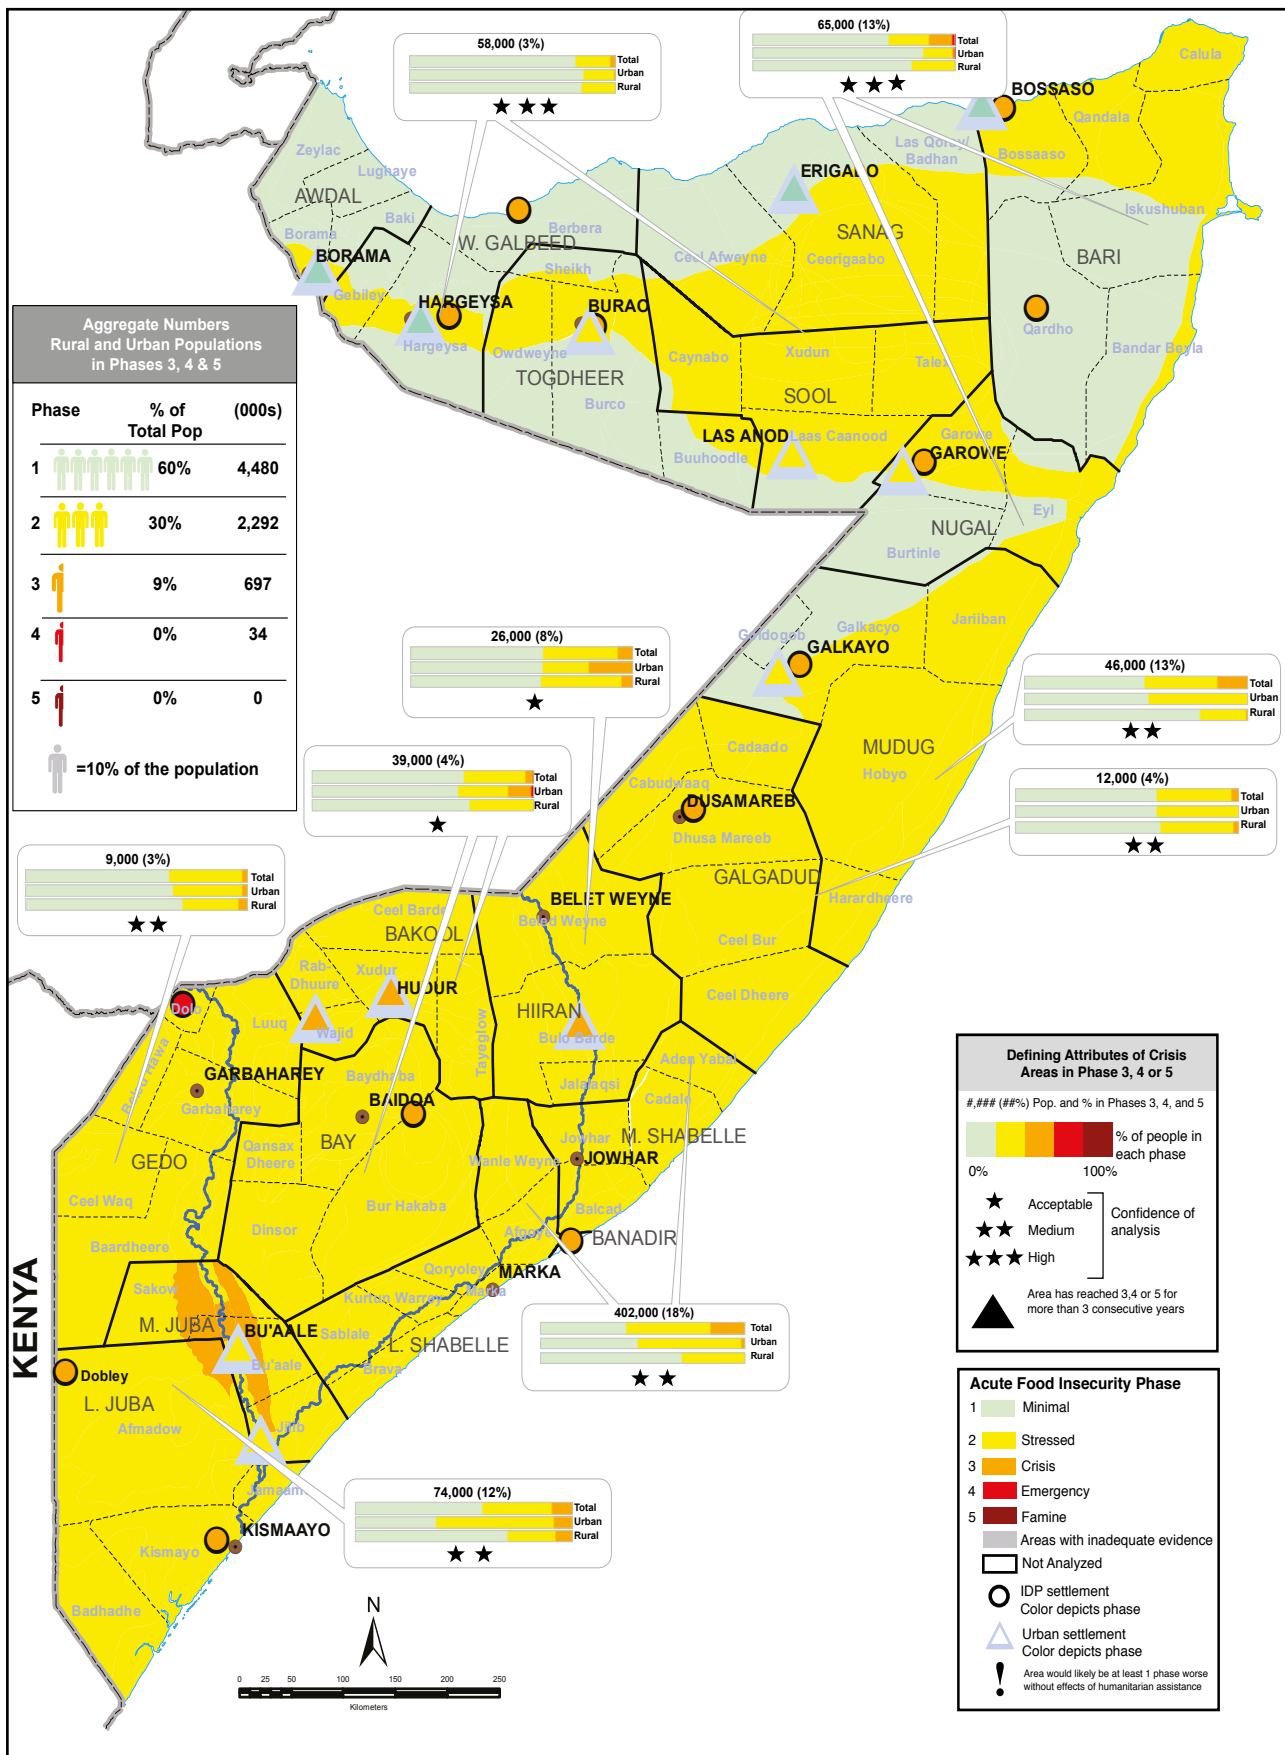 58,000 (3%)
Total
Urban
Rural
65,000 (13%)
Total
Urban
Rural
Calula
BOSSASO
Qandala
Las Qoray/
Badhan
Bossaaso
Zeylac
Lughaye
AWDAL
ERIGABO
Iskushuban
Baki
Borama
BORAMA
W. GALBEED
Berbera
SANAG
Ceel Afweyne
Ceerigaabo
BARI
Sheikh
Gebiley
HARGEYSA
BURAO
Qardho
Hargeysa
Owdweyne
Caynabo
Xudun
Talex
Bandar Beyla
TOGDHEER
SOOL
Burco
LAS ANOD
Laas Caanood
Garowe
GAROWE
Buuhoodle
Eyl
NUGAL
Burtinle
Aggregate Numbers
Rural and Urban Populations
in Phases 3, 4 & 5
Phase
% of
Total Pop
(000s)
1 60% 4,480
2 30% 2,292
3 9% 697
4 0% 34
5 0% 0
=10% of the population
Jariiban
Galkacyo
Goldogob
GALKAYO
26,000 (8%)
Total
Urban
Rural
46,000 (13%)
Total
Urban
Rural
39,000 (4%)
Total
Urban
Rural
12,000 (4%)
Total
Urban
Rural
9,000 (3%)
Total
Urban
Rural
Cadaado
MUDUG
Hobyo
Cabudwaaq
DUSAMAREB
Dhusa Mareeb
GALGADUD
Harardheere
BELET WEYNE
Beled Weyne
Ceel Barde
BAKOOL
Ceel Bur
Rab-
Dhuure
Xudur
HUDUR
Ceel Dheere
Dolo
Luuq
Wajid
HIIRAN
Bulo Barde
Tayeglow
Aden Yabal
Beled Hawa
GARBAHAREY
Garbaharey
Baydhaba
BAIDOA
Jalalaqsi
Cadale
BAY
Qansax
Dheere
Jowhar
M. SHABELLE
JOWHAR
GEDO
Wanle Weyne
Ceel Waq
Bur Hakaba
Balcad
Dinsor
Afgoye
BANADIR
Baardheere
Qoryoley
MARKA
Marka
Kurtun Warrey
Sakow
M. JUBA
BU'AALE
Sablale
L. SHABELLE
Bu'aale
Brava
KENYA
Dobley
L. JUBA
Afmadow
Jilib
Jamaam
KISMAAYO
Kismayo
Badhadhe
402,000 (18%)
Total
Urban
Rural
74,000 (12%)
Total
Urban
Rural
N
0 25 50 100 150 200 250
Kilometers
Defining Attributes of Crisis
Areas in Phase 3, 4 or 5
#,### (##%) Pop. and % in Phases 3, 4, and 5
% of people in
each phase
0% 100%
Acceptable
Medium
High
Confidence of
analysis
Area has reached 3,4 or 5 for
more than 3 consecutive years
Acute Food Insecurity Phase
1 Minimal
2 Stressed
3 Crisis
4 Emergency
5 Famine
Areas with inadequate evidence
Not Analyzed
IDP settlement
Color depicts phase
Urban settlement
Color depicts phase
! Area would likely be at least 1 phase worse
without effects of humanitarian assistance